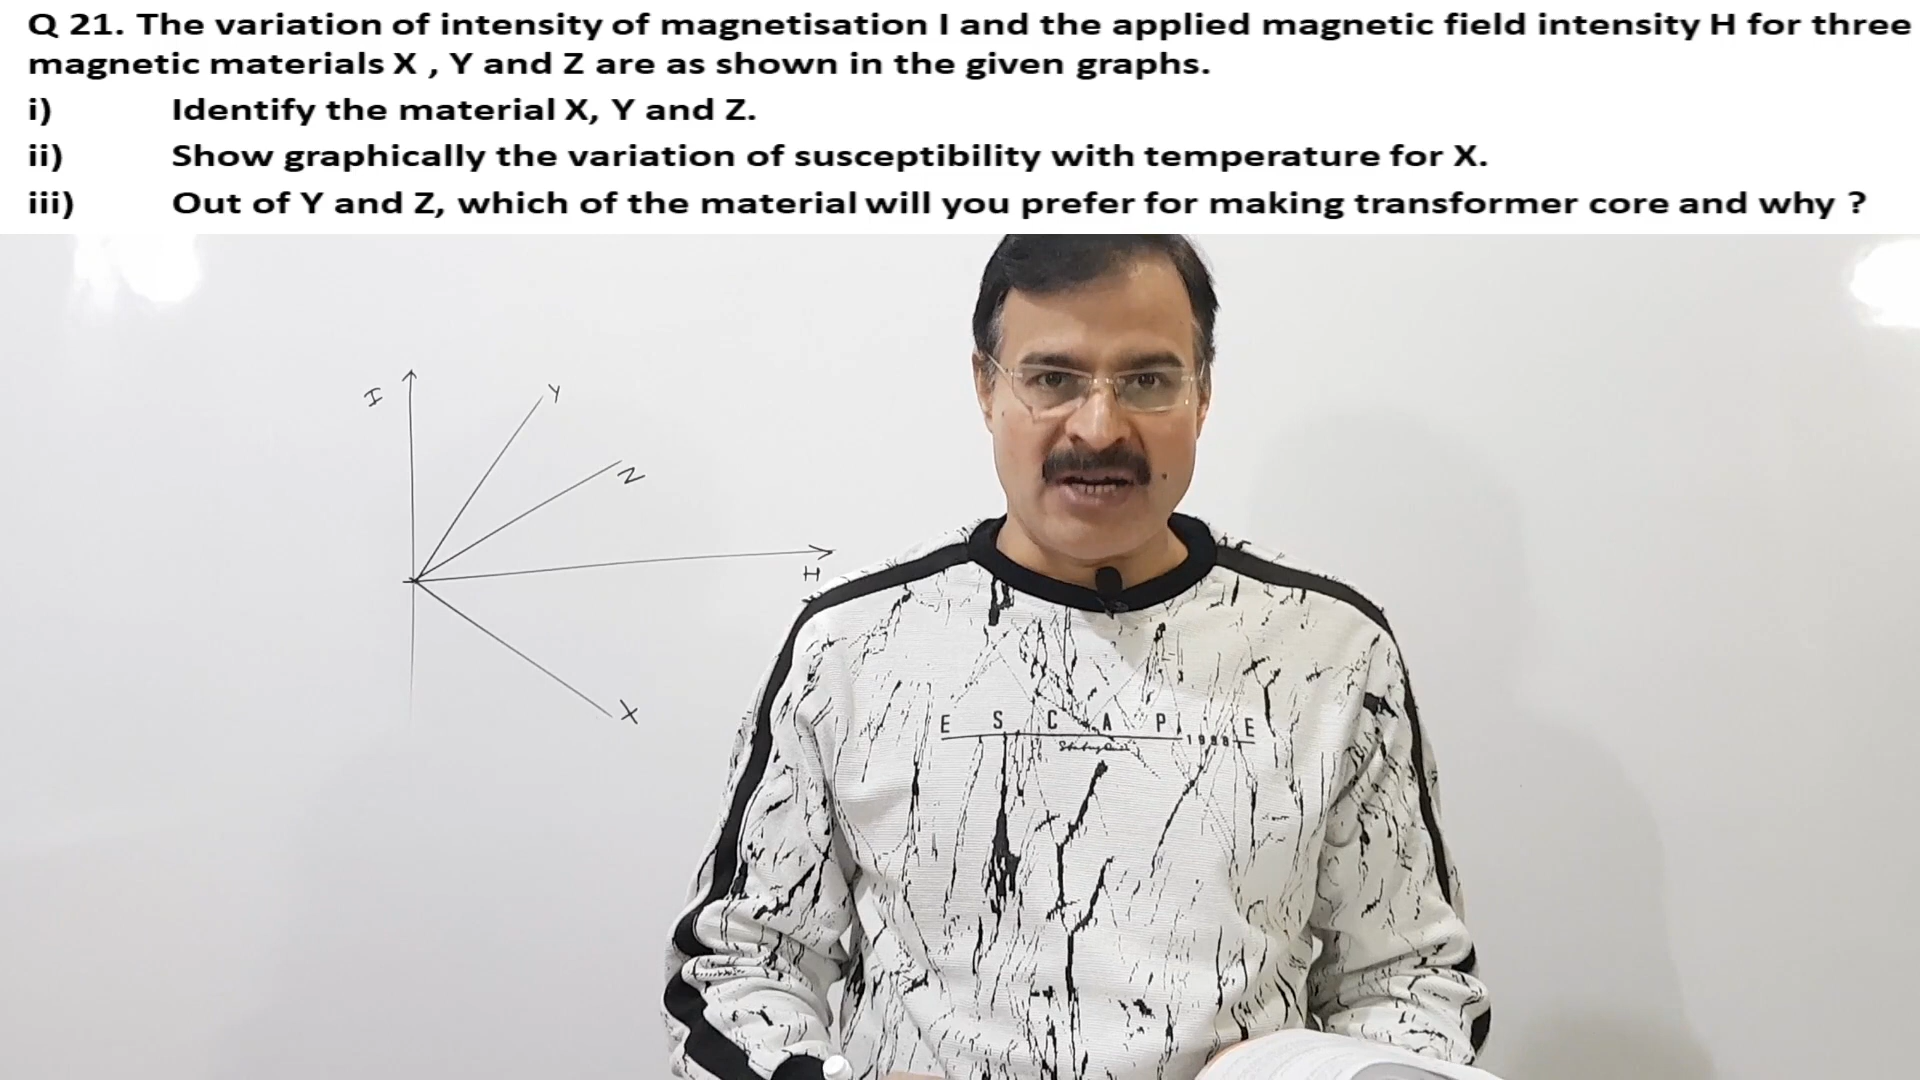 Q 21. The variation of intensity of magnetisation I and the applied magnetic field intensity H for three
magnetic materials X , Y and Z are as shown in the given graphs.
i) Identify the material X, Y and Z.
ii) Show graphically the variation of susceptibility with temperature for X.
iii) Out of Y and Z, which of the material will you prefer for making transformer core and why ?
I
Y
Z
H
X
E S C A P E
1988